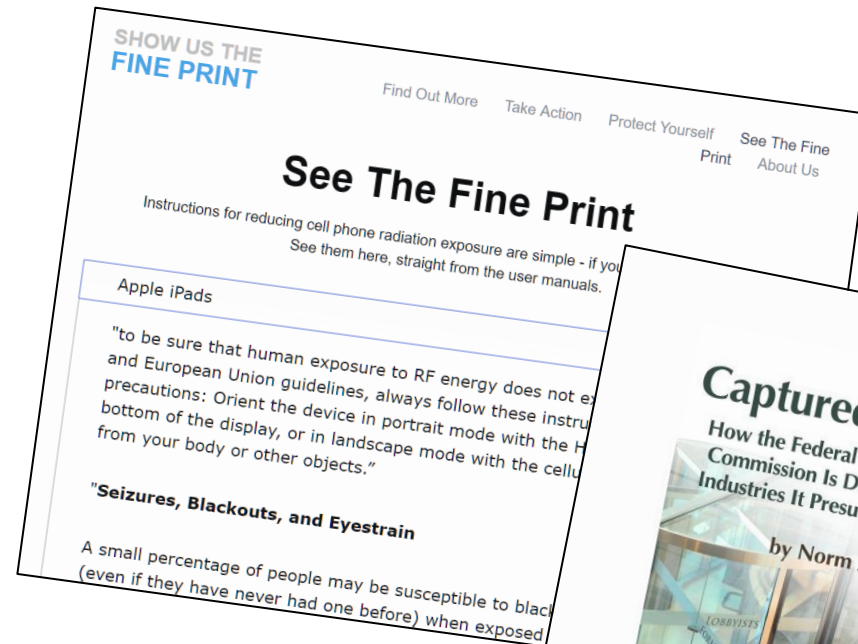 SHOW US THE
FINE PRINT
Find Out More Take Action Protect Yourself See The Fine
Print About Us
See The Fine Print
Instructions for reducing cell phone radiation exposure are simple - if you
See them here, straight from the user manuals.
Apple iPads
"to be sure that human exposure to RF energy does not
and European Union guidelines, always follow these
precautions: Orient the device in portrait mode with the
bottom of the display, or in landscape mode with the
from your body or other objects.”
"Seizures, Blackouts, and Eyestrain
A small percentage of people may be susceptible to
(even if they have never had one before) when exposed
Captured
How the Federal
Commission Is
Industries It
by Norm
LOBBYISTS